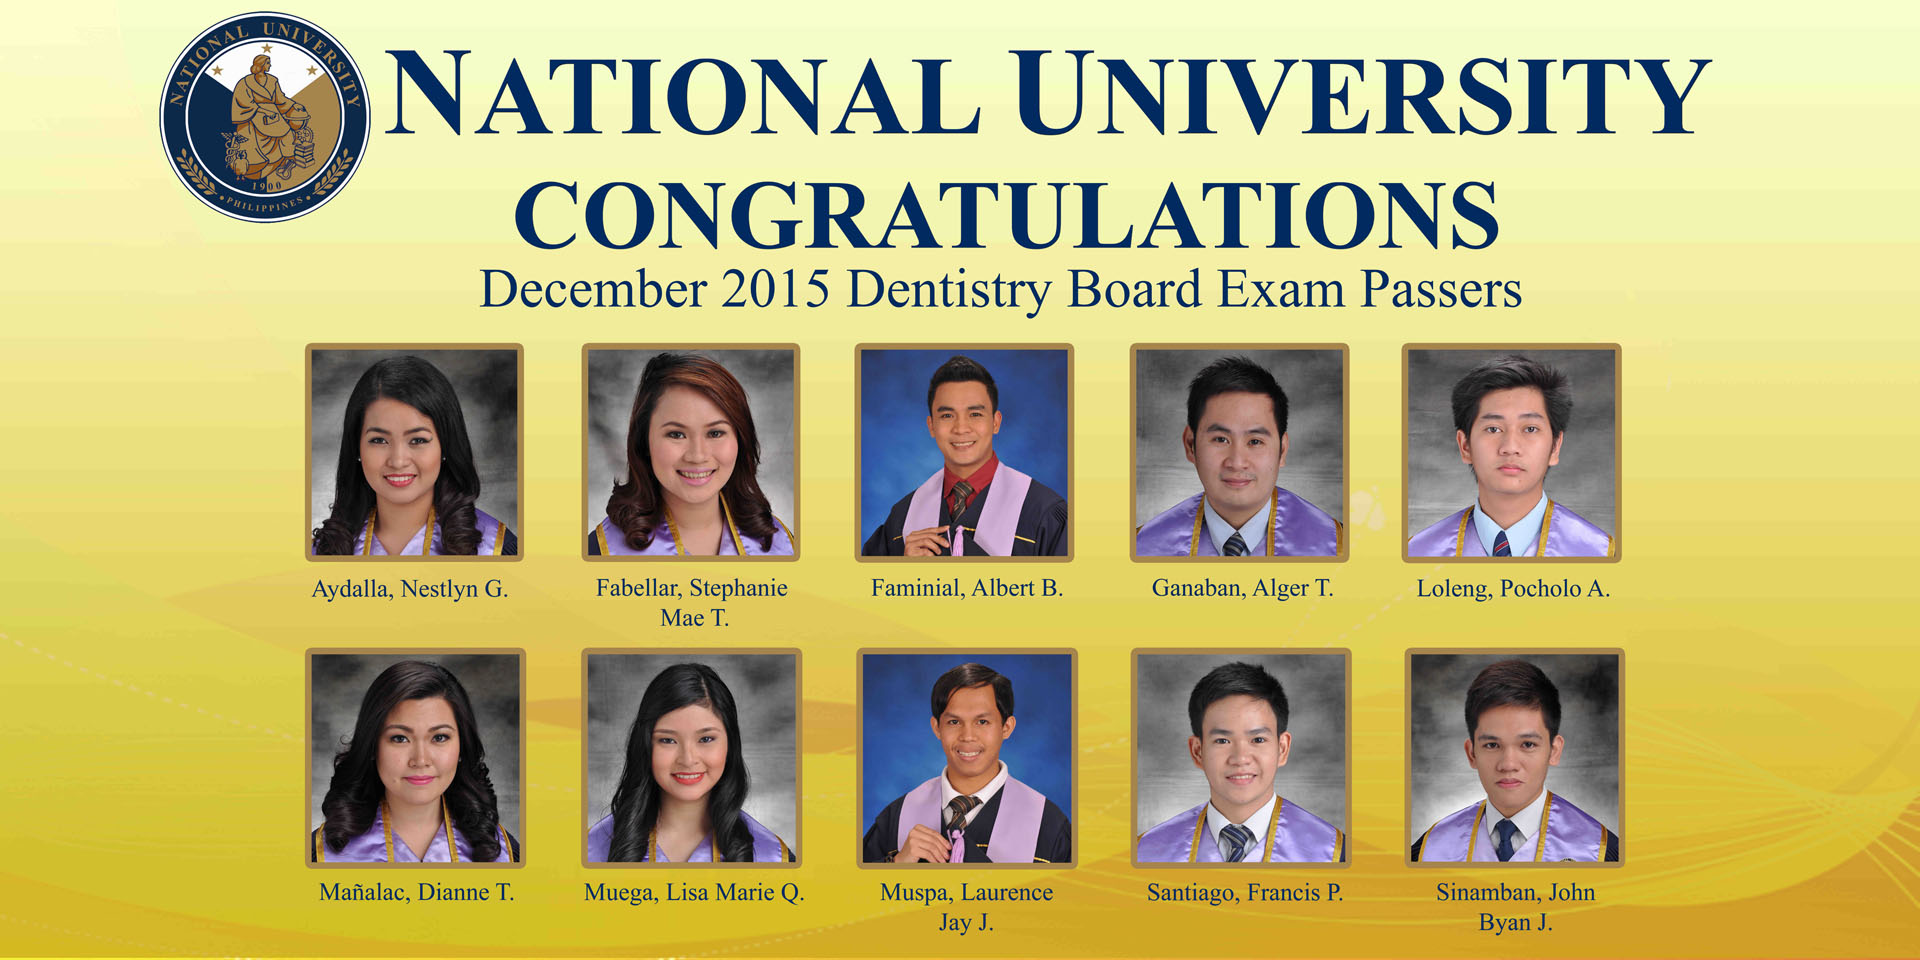 NATIONAL UNIVERSITY
1900
PHILIPPINES
NATIONAL UNIVERSITY
CONGRATULATIONS
December 2015 Dentistry Board Exam Passers
Aydalla, Nestlyn G.
Fabellar, Stephanie
Mae T.
Faminial, Albert B.
Ganaban, Alger T.
Loleng, Pocholo A.
Mañalac, Dianne T.
Muega, Lisa Marie Q.
Muspa, Laurence
Jay J.
Santiago, Francis P.
Sinamban, John
Byan J.